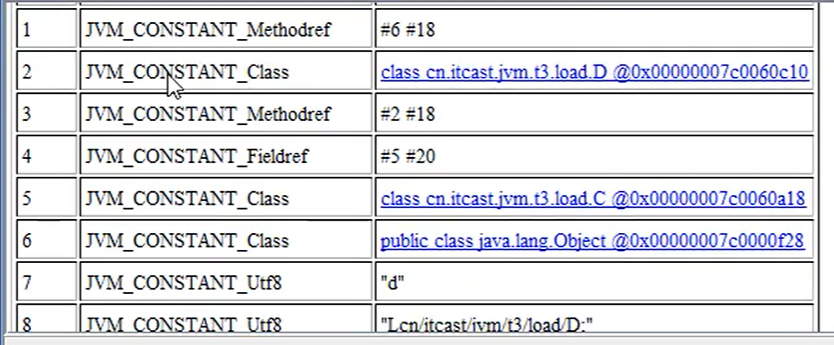 1 JVM_CONSTANT_Methodref #6 #18
2 JVM_CONSTANT_Class class cn.itcast.jvm.t3.load.D @0x00000007c0060c10
3 JVM_CONSTANT_Methodref #2 #18
4 JVM_CONSTANT_Fieldref #5 #20
5 JVM_CONSTANT_Class class cn.itcast.jvm.t3.load.C @0x00000007c0060a18
6 JVM_CONSTANT_Class public class java.lang.Object @0x00000007c0000f28
7 JVM_CONSTANT_Utf8 "d"
8 JVM_CONSTANT_Utf8 "Lcn/itcast/jvm/t3/load/D;"